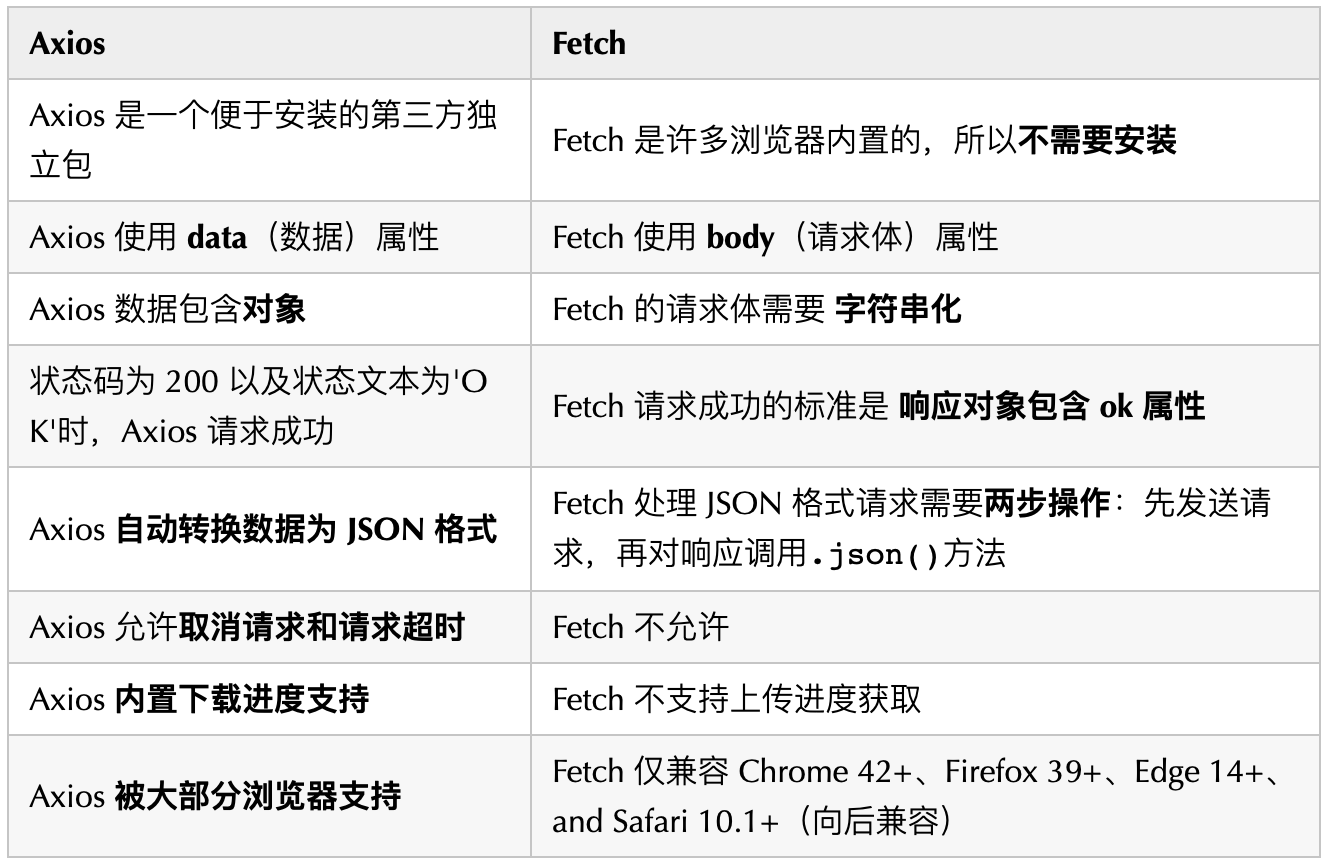 Axios
Fetch
Axios 是一个便于安装的第三方独
立包
Fetch 是许多浏览器内置的，所以不需要安装
Axios 使用 data（数据）属性
Fetch 使用 body（请求体）属性
Axios 数据包含对象
Fetch 的请求体需要 字符串化
状态码为 200 以及状态文本为'O
K'时，Axios 请求成功
Fetch 请求成功的标准是 响应对象包含 ok 属性
Axios 自动转换数据为 JSON 格式
Fetch 处理 JSON 格式请求需要两步操作：先发送请
求，再对响应调用.json()方法
Axios 允许取消请求和请求超时
Fetch 不允许
Axios 内置下载进度支持
Fetch 不支持上传进度获取
Axios 被大部分浏览器支持
Fetch 仅兼容 Chrome 42+、Firefox 39+、Edge 14+、
and Safari 10.1+（向后兼容）